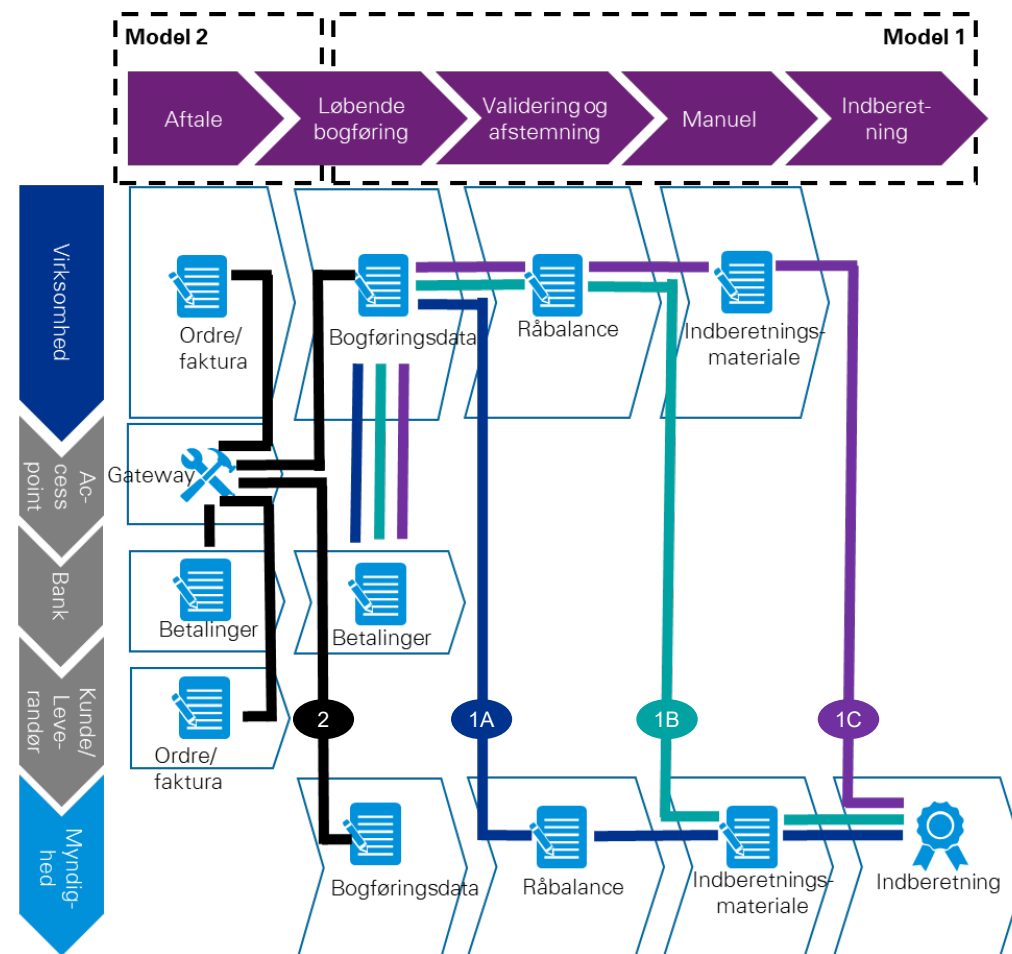 Model 2
Model 1
Aftale
Løbende
bogføring
Validering og
afstemning
Manuel
Indberet-
ning
Virksomhed
Ordre/
faktura
Bogføringsdata
Råbalance
Indberetnings-
materiale
Ac-
cess
point
Gateway
Bank
Betalinger
Betalinger
Kunde/
Leve-
randør
Ordre/
faktura
2
1A
1B
1C
Myndig-
hed
Bogføringsdata
Råbalance
Indberetnings-
materiale
Indberetning